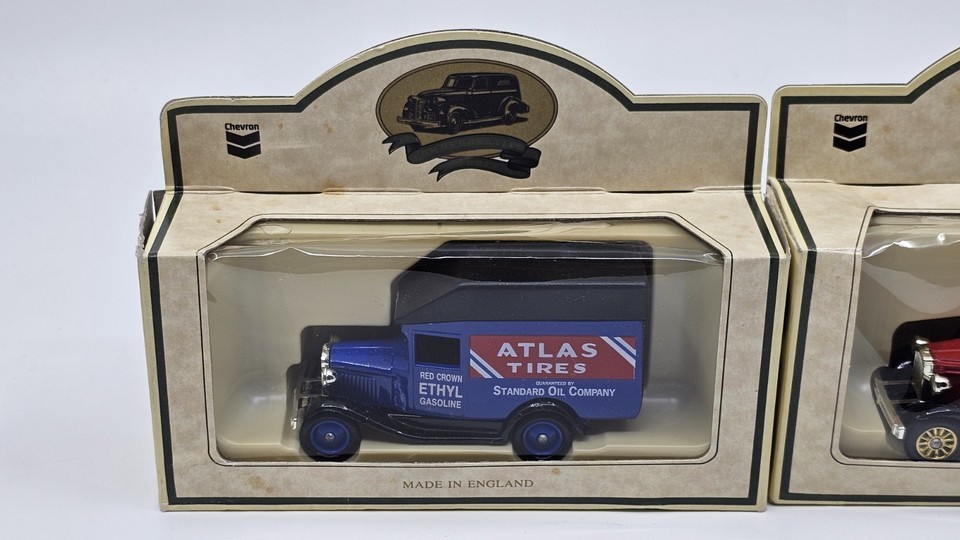 Chevron
Chevron
RED CROWN
ETHYL
GASOLINE
ATLAS
TIRES
GUARANTEED BY
STANDARD OIL COMPANY
MADE IN ENGLAND